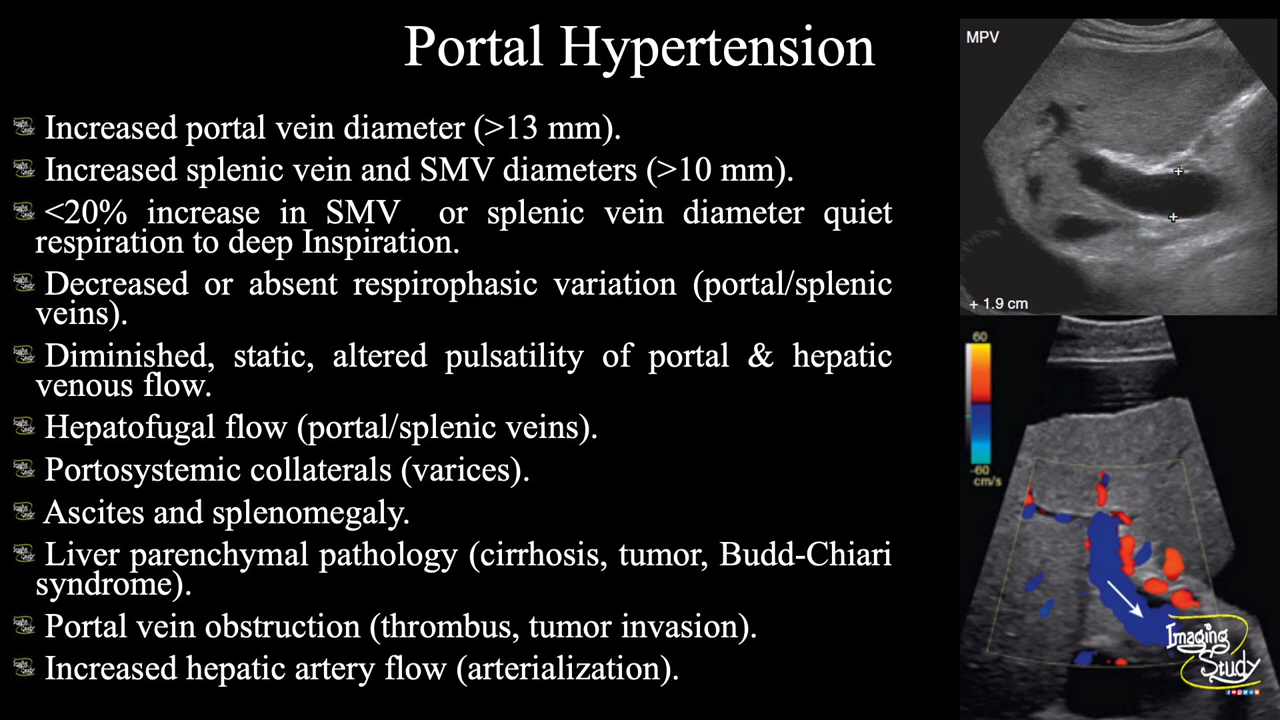 Portal Hypertension
Increased portal vein diameter (>13 mm).
Increased splenic vein and SMV diameters (>10 mm).
<20% increase in SMV or splenic vein diameter quiet
respiration to deep Inspiration.
Decreased or absent respirophasic variation (portal/splenic
veins).
Diminished, static, altered pulsatility of portal & hepatic
venous flow.
Hepatofugal flow (portal/splenic veins).
Portosystemic collaterals (varices).
Ascites and splenomegaly.
Liver parenchymal pathology (cirrhosis, tumor, Budd-Chiari
syndrome).
Portal vein obstruction (thrombus, tumor invasion).
Increased hepatic artery flow (arterialization).
MPV
+ 1.9 cm
60
-60
cm/s
Imaging
Study